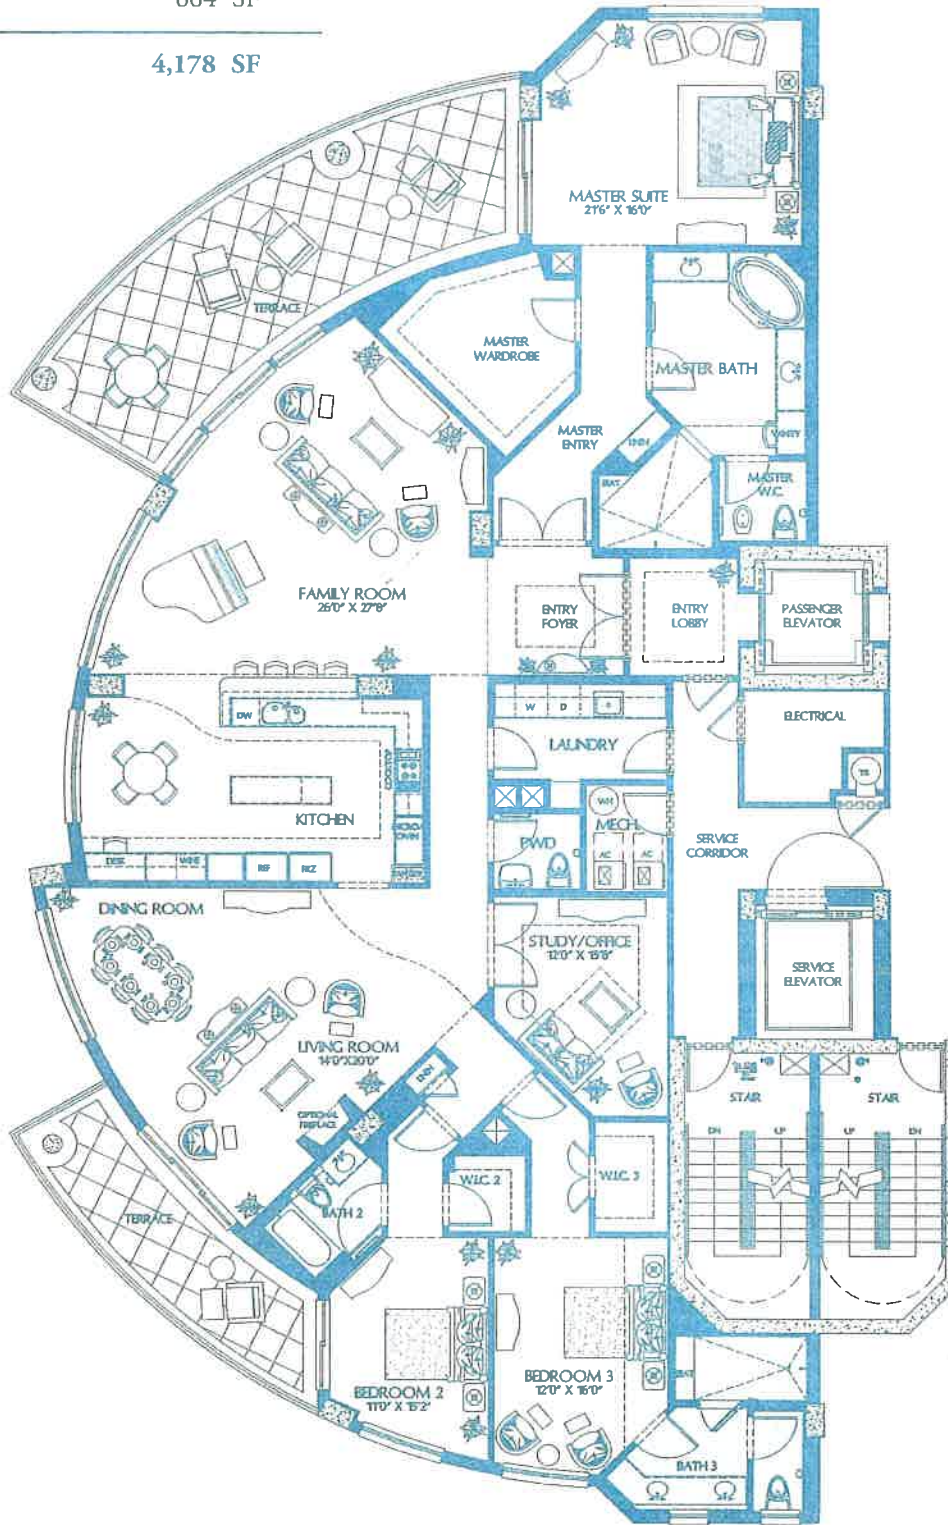 4,178 SF
MASTER SUITE
21'6" X 16'0"
TERRACE
MASTER
WARDROBE
MASTER BATH
MASTER
ENTRY
LINEN
VANITY
SEAT
MASTER
W.C.
FAMILY ROOM
26'0" X 27'8"
ENTRY
FOYER
ENTRY
LOBBY
PASSENGER
ELEVATOR
W D
DW
ELECTRICAL
LAUNDRY
KITCHEN
WH
MECH.
PWD
AC AC
SERVICE
CORRIDOR
DESK WINE REF FRZ
DINING ROOM
STUDY/OFFICE
12'0" X 15'8"
SERVICE
ELEVATOR
LIVING ROOM
14'0"X20'0"
LINEN
OPTIONAL
FIREPLACE
STAIR STAIR
DN UP UP DN
W.I.C. 2
W.I.C. 3
BATH 2
TERRACE
BEDROOM 2
11'0" X 15'2"
BEDROOM 3
12'0" X 16'0"
SEAT
BATH 3